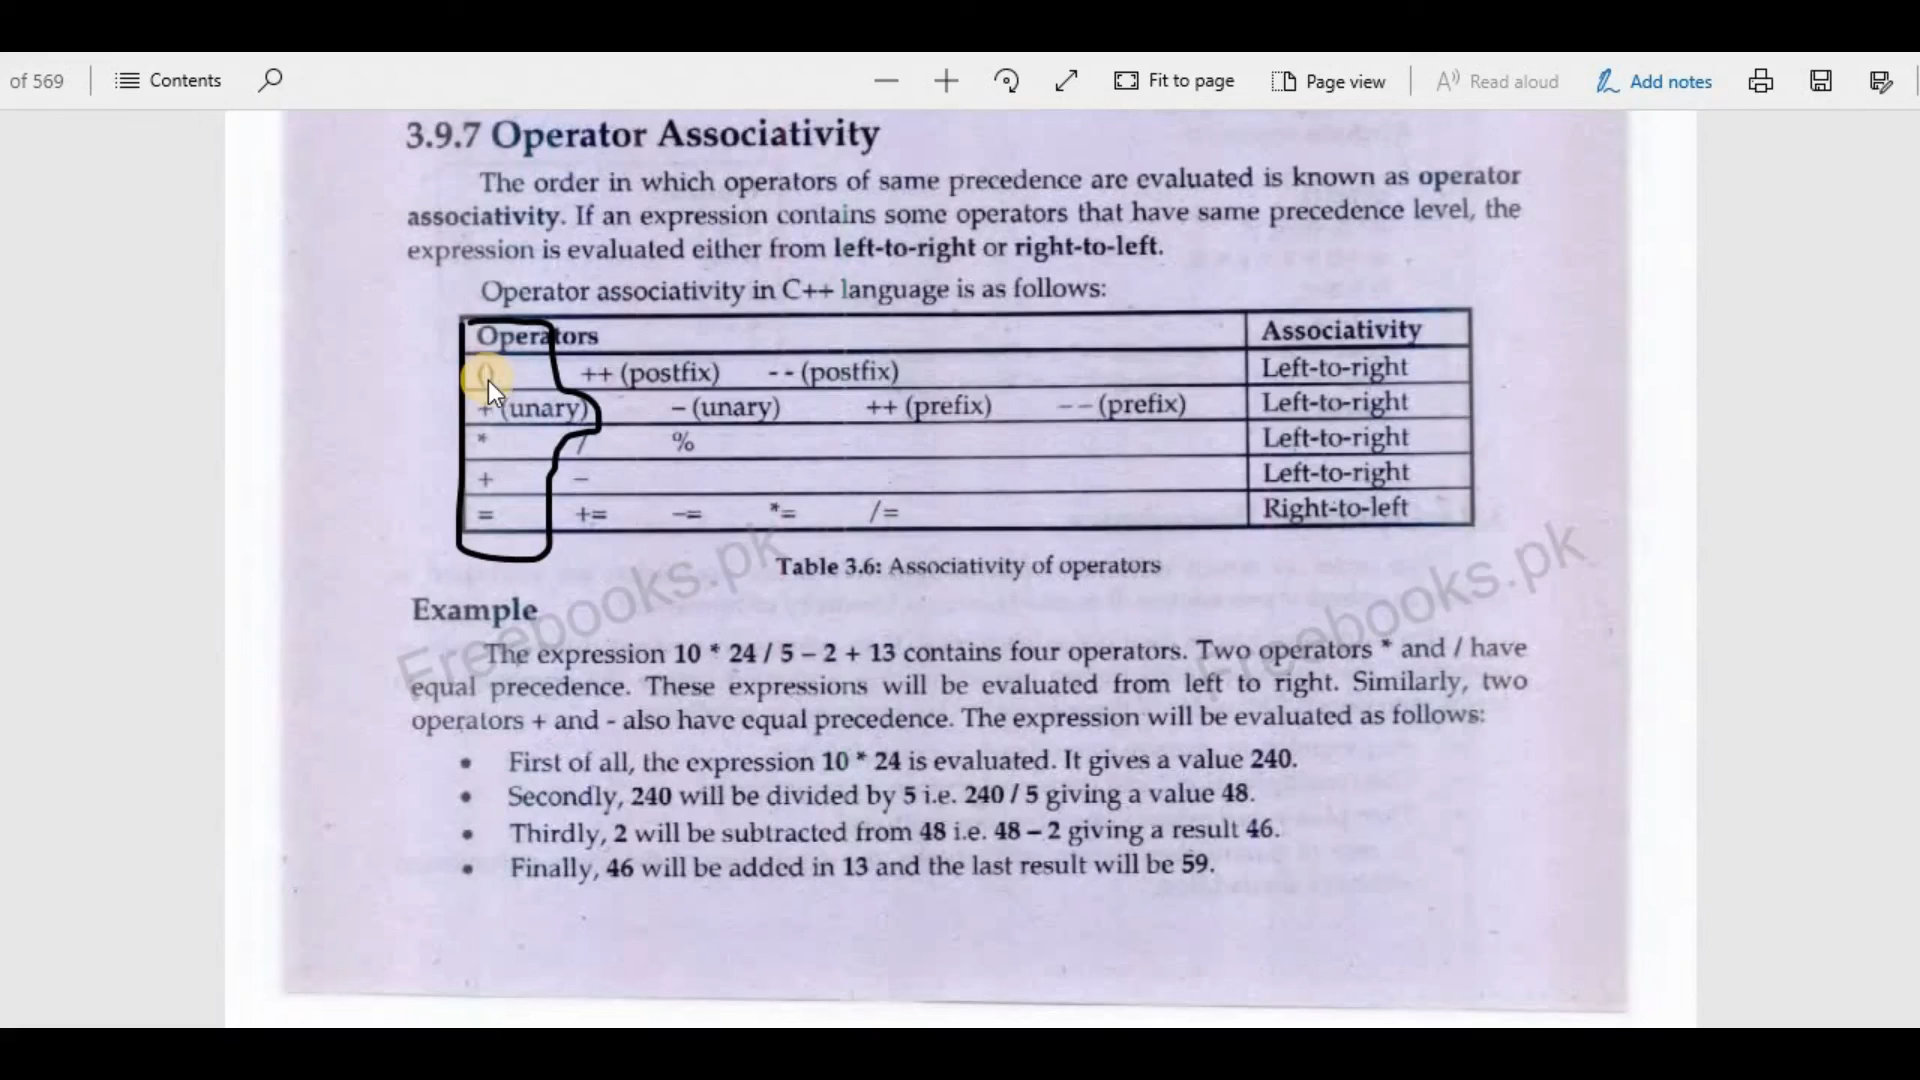 of 569 Contents Fit to page Page view Read aloud Add notes
3.9.7 Operator Associativity
The order in which operators of same precedence are evaluated is known as operator
associativity. If an expression contains some operators that have same precedence level, the
expression is evaluated either from left-to-right or right-to-left.
Operator associativity in C++ language is as follows:
Operators Associativity
() ++ (postfix) - - (postfix) Left-to-right
+ (unary) – (unary) ++ (prefix) – – (prefix) Left-to-right
* / % Left-to-right
+ – Left-to-right
= += –= *= /= Right-to-left
Table 3.6: Associativity of operators
Example
The expression 10 * 24 / 5 – 2 + 13 contains four operators. Two operators * and / have
equal precedence. These expressions will be evaluated from left to right. Similarly, two
operators + and - also have equal precedence. The expression will be evaluated as follows:
• First of all, the expression 10 * 24 is evaluated. It gives a value 240.
• Secondly, 240 will be divided by 5 i.e. 240 / 5 giving a value 48.
• Thirdly, 2 will be subtracted from 48 i.e. 48 – 2 giving a result 46.
• Finally, 46 will be added in 13 and the last result will be 59.
Freebooks.pk
Freebooks.pk